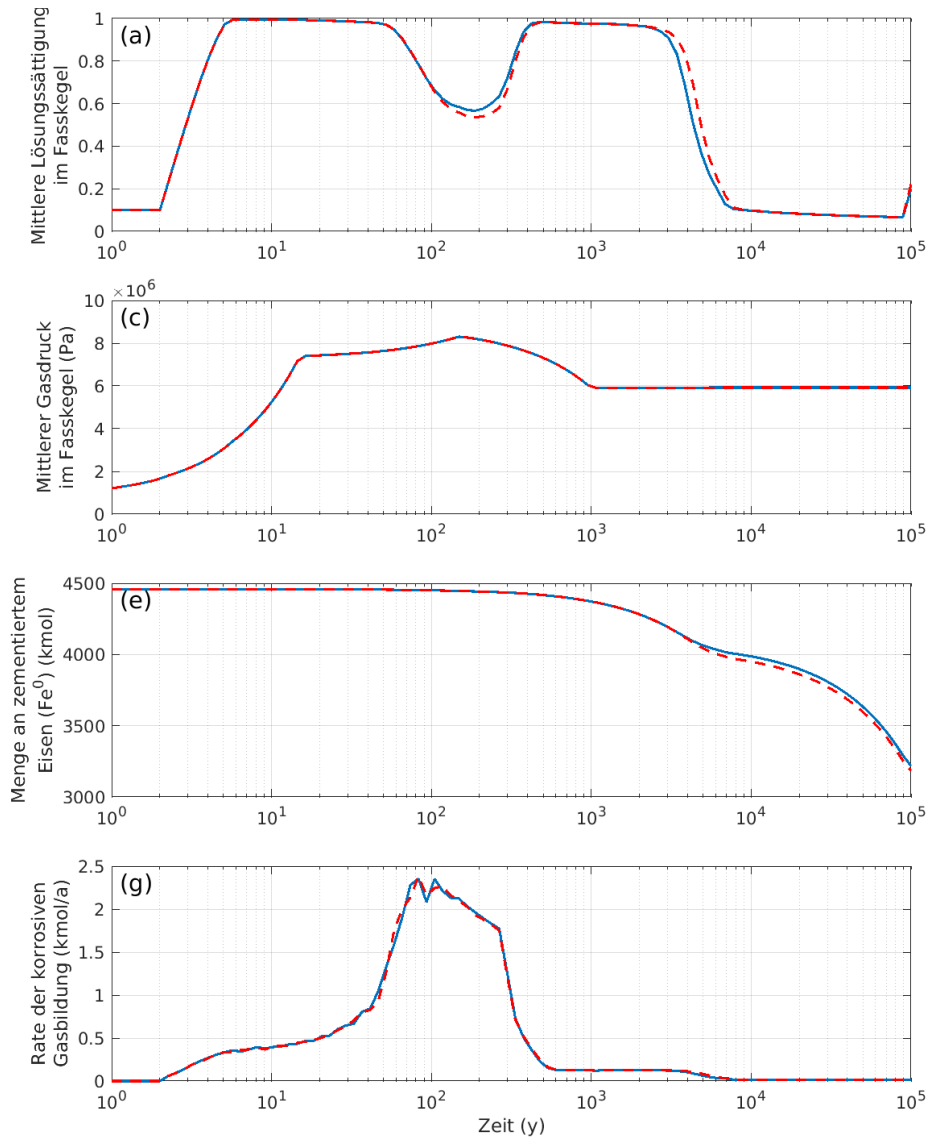 (a)
Mittlere Lösungssättigung
im Fasskegel
1
0.8
0.6
0.4
0.2
0
10^0 10^1 10^2 10^3 10^4 10^5
×10^6
(c)
Mittlerer Gasdruck
im Fasskegel (Pa)
10
8
6
4
2
0
10^0 10^1 10^2 10^3 10^4 10^5
(e)
Menge an zementiertem
Eisen (Fe^0) (kmol)
4500
4000
3500
3000
10^0 10^1 10^2 10^3 10^4 10^5
(g)
Rate der korrosiven
Gasbildung (kmol/a)
2.5
2
1.5
1
0.5
0
10^0 10^1 10^2 10^3 10^4 10^5
Zeit (y)